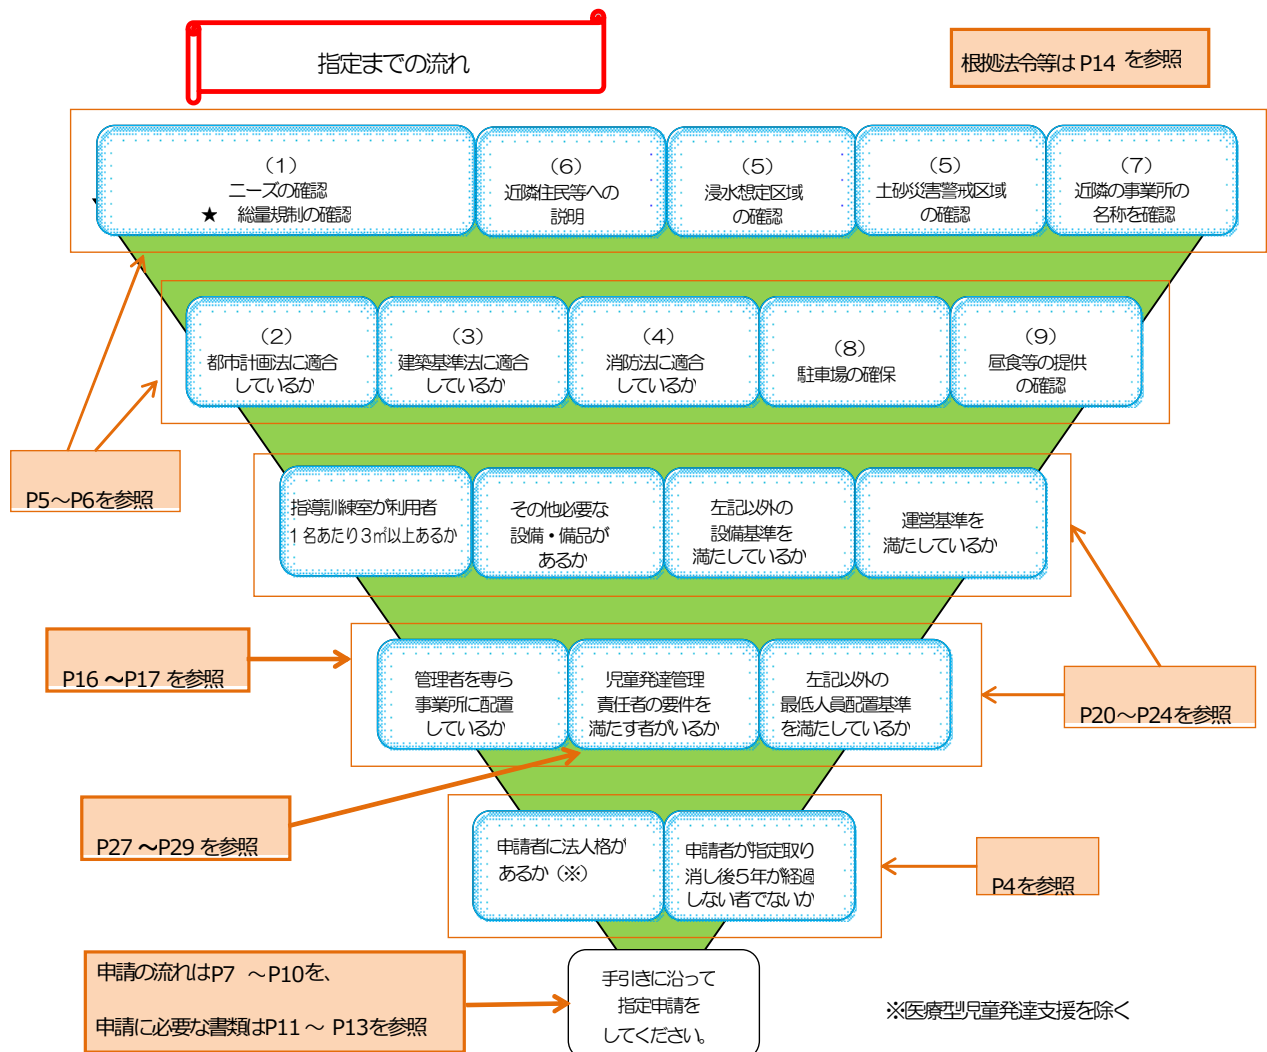 指定までの流れ
根拠法令等は P14 を参照
（1）
ニーズの確認
★ 総量規制の確認
（6）
近隣住民等への
説明
（5）
浸水想定区域
の確認
（5）
土砂災害警戒区域
の確認
（7）
近隣の事業所の
名称を確認
（2）
都市計画法に適合
しているか
（3）
建築基準法に適合
しているか
（4）
消防法に適合
しているか
（8）
駐車場の確保
（9）
昼食等の提供
の確認
P5～P6を参照
指導訓練室が利用者
１名あたり３㎡以上あるか
その他必要な
設備・備品が
あるか
左記以外の
設備基準を
満たしているか
運営基準を
満たしているか
P16 ～P17 を参照
管理者を専ら
事業所に配置
しているか
児童発達管理
責任者の要件を
満たす者がいるか
左記以外の
最低人員配置基準
を満たしているか
P20～P24を参照
P27 ～P29 を参照
申請者に法人格が
あるか（※）
申請者が指定取り
消し後５年が経過
しない者でないか
P4を参照
申請の流れはP7 ～P10を、
申請に必要な書類はP11～ P13を参照
手引きに沿って
指定申請を
してください。
※医療型児童発達支援を除く